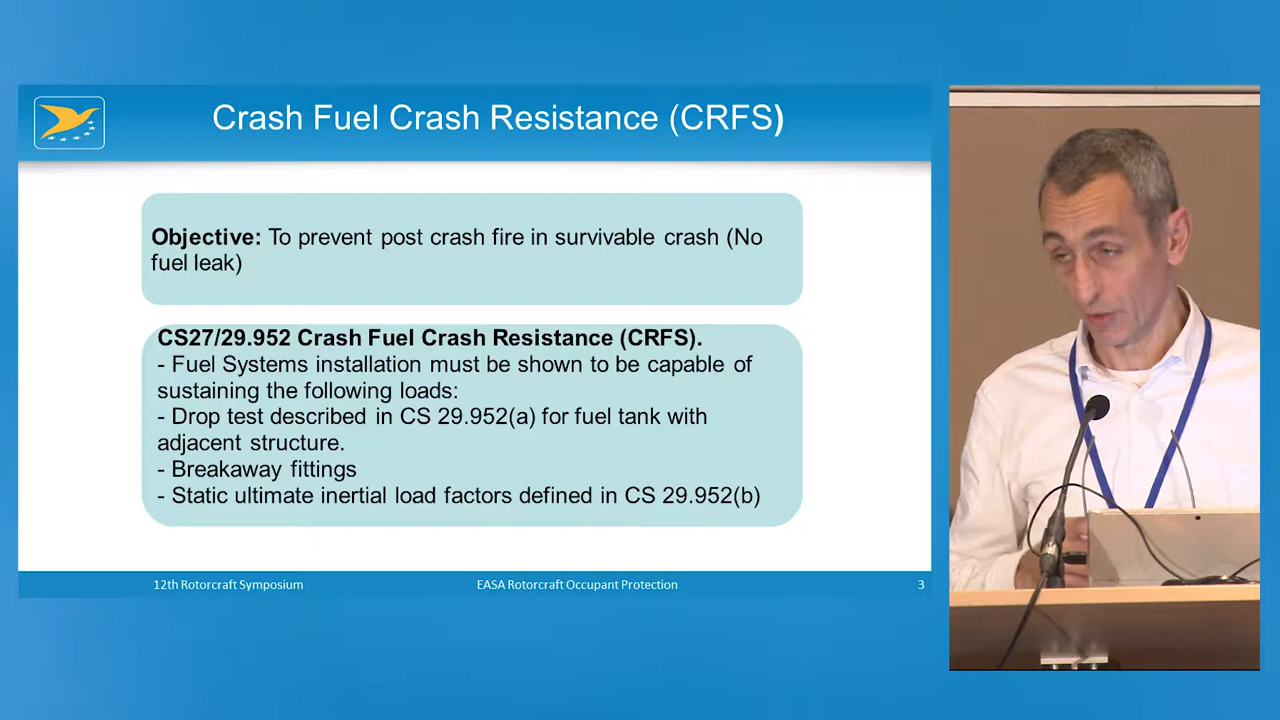 Crash Fuel Crash Resistance (CRFS)
Objective: To prevent post crash fire in survivable crash (No
fuel leak)
CS27/29.952 Crash Fuel Crash Resistance (CRFS).
- Fuel Systems installation must be shown to be capable of
sustaining the following loads:
- Drop test described in CS 29.952(a) for fuel tank with
adjacent structure.
- Breakaway fittings
- Static ultimate inertial load factors defined in CS 29.952(b)
12th Rotorcraft Symposium
EASA Rotorcraft Occupant Protection
3